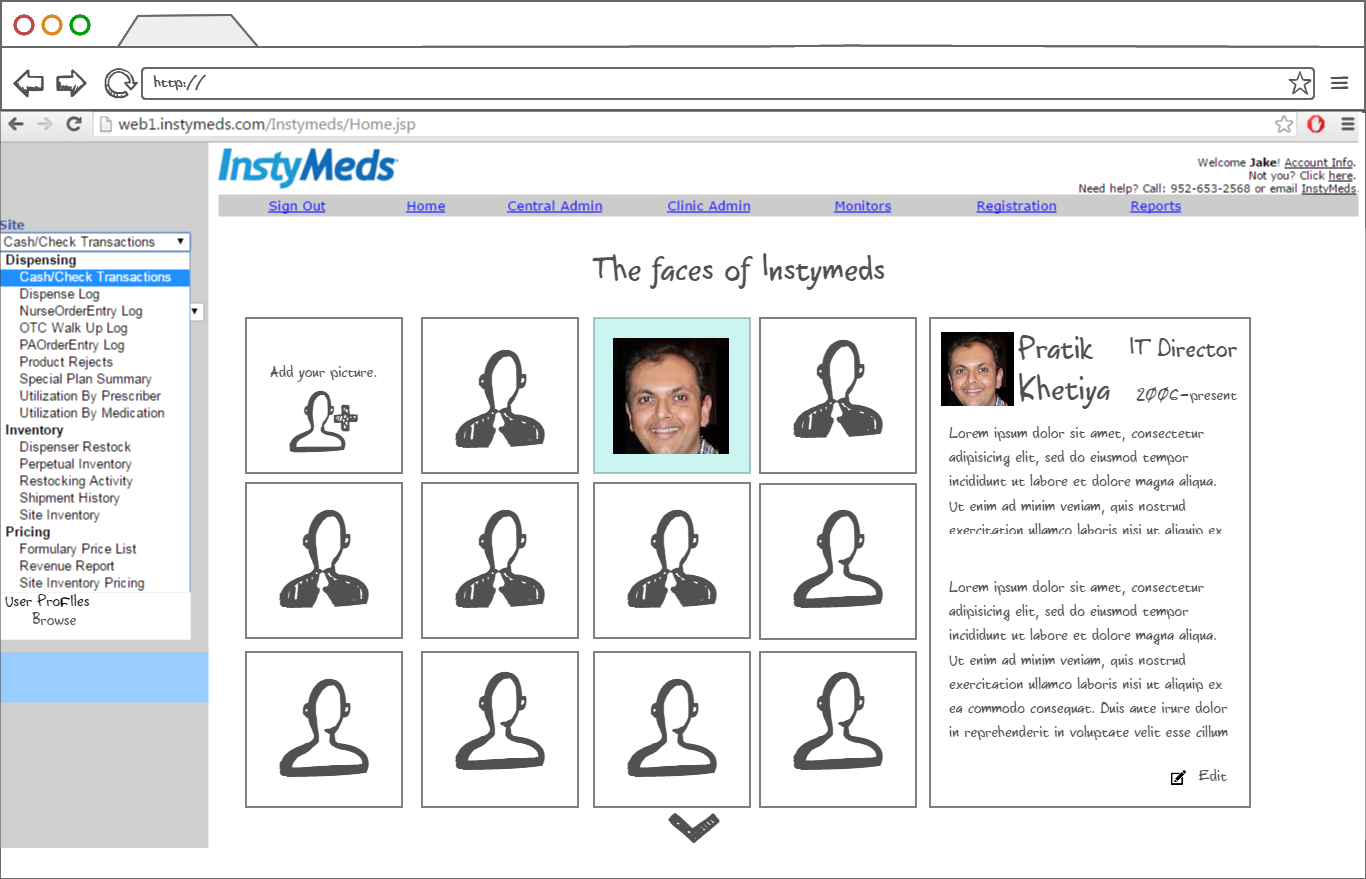 http://
web1.instymeds.com/Instymeds/Home.jsp
InstyMeds
Welcome Jake! Account Info.
Not you? Click here.
Need help? Call: 952-653-2568 or email InstyMeds.
Sign Out Home Central Admin Clinic Admin Monitors Registration Reports
Site
Cash/Check Transactions
Dispensing
Cash/Check Transactions
Dispense Log
NurseOrderEntry Log
OTC Walk Up Log
PAOrderEntry Log
Product Rejects
Special Plan Summary
Utilization By Prescriber
Utilization By Medication
Inventory
Dispenser Restock
Perpetual Inventory
Restocking Activity
Shipment History
Site Inventory
Pricing
Formulary Price List
Revenue Report
Site Inventory Pricing
User Profiles
Browse
The faces of Instymeds
Add your picture.
Pratik
Khetiya
IT Director
2006-present
Lorem ipsum dolor sit amet, consectetur
adipisicing elit, sed do eiusmod tempor
incididunt ut labore et dolore magna aliqua.
Ut enim ad minim veniam, quis nostrud
exercitation ullamco laboris nisi ut aliquip ex
Lorem ipsum dolor sit amet, consectetur
adipisicing elit, sed do eiusmod tempor
incididunt ut labore et dolore magna aliqua.
Ut enim ad minim veniam, quis nostrud
exercitation ullamco laboris nisi ut aliquip ex
ea commodo consequat. Duis aute irure dolor
in reprehenderit in voluptate velit esse cillum
Edit